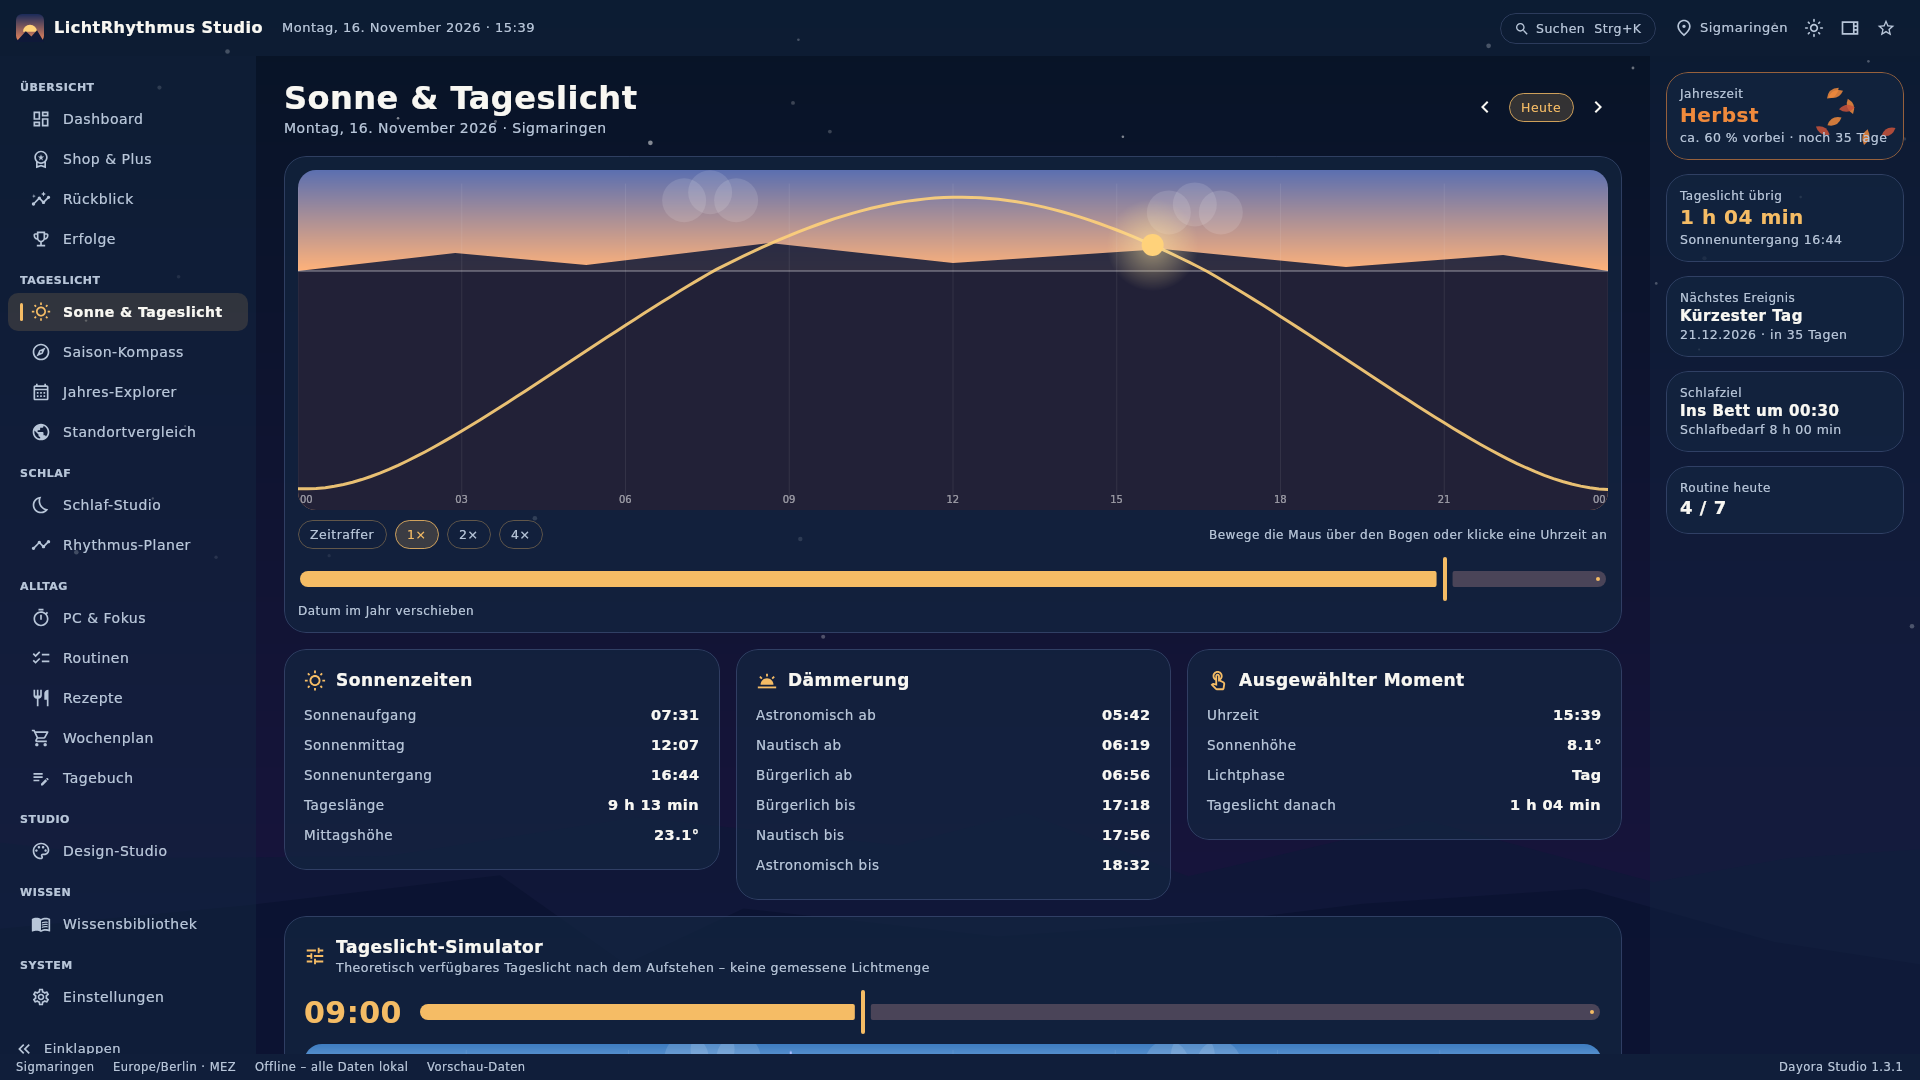 LichtRhythmus Studio
Montag, 16. November 2026 · 15:39
Suchen Strg+K
Sigmaringen
ÜBERSICHT
Dashboard
Shop & Plus
Rückblick
Erfolge
TAGESLICHT
Sonne & Tageslicht
Saison-Kompass
Jahres-Explorer
Standortvergleich
SCHLAF
Schlaf-Studio
Rhythmus-Planer
ALLTAG
PC & Fokus
Routinen
Rezepte
Wochenplan
Tagebuch
STUDIO
Design-Studio
WISSEN
Wissensbibliothek
SYSTEM
Einstellungen
Einklappen
Sonne & Tageslicht
Montag, 16. November 2026 · Sigmaringen
Heute
00 03 06 09 12 15 18 21 00
Zeitraffer 1× 2× 4×
Bewege die Maus über den Bogen oder klicke eine Uhrzeit an
Datum im Jahr verschieben
Sonnenzeiten
Sonnenaufgang 07:31
Sonnenmittag 12:07
Sonnenuntergang 16:44
Tageslänge 9 h 13 min
Mittagshöhe 23.1°
Dämmerung
Astronomisch ab 05:42
Nautisch ab 06:19
Bürgerlich ab 06:56
Bürgerlich bis 17:18
Nautisch bis 17:56
Astronomisch bis 18:32
Ausgewählter Moment
Uhrzeit 15:39
Sonnenhöhe 8.1°
Lichtphase Tag
Tageslicht danach 1 h 04 min
Tageslicht-Simulator
Theoretisch verfügbares Tageslicht nach dem Aufstehen – keine gemessene Lichtmenge
09:00
Jahreszeit
Herbst
ca. 60 % vorbei · noch 35 Tage
Tageslicht übrig
1 h 04 min
Sonnenuntergang 16:44
Nächstes Ereignis
Kürzester Tag
21.12.2026 · in 35 Tagen
Schlafziel
Ins Bett um 00:30
Schlafbedarf 8 h 00 min
Routine heute
4 / 7
Sigmaringen Europe/Berlin · MEZ Offline – alle Daten lokal Vorschau-Daten
Dayora Studio 1.3.1